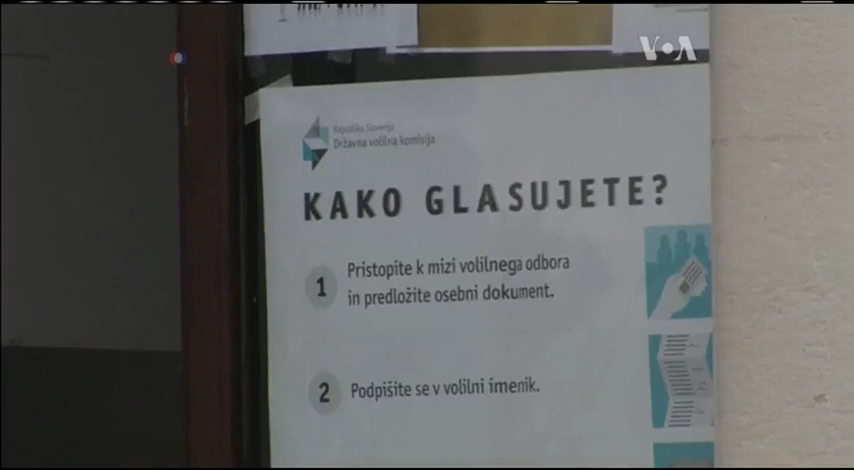 VOA
Republika Slovenija
Državna volilna komisija
KAKO GLASUJETE?
1
Pristopite k mizi volilnega odbora
in predložite osebni dokument.
2
Podpišite se v volilni imenik.